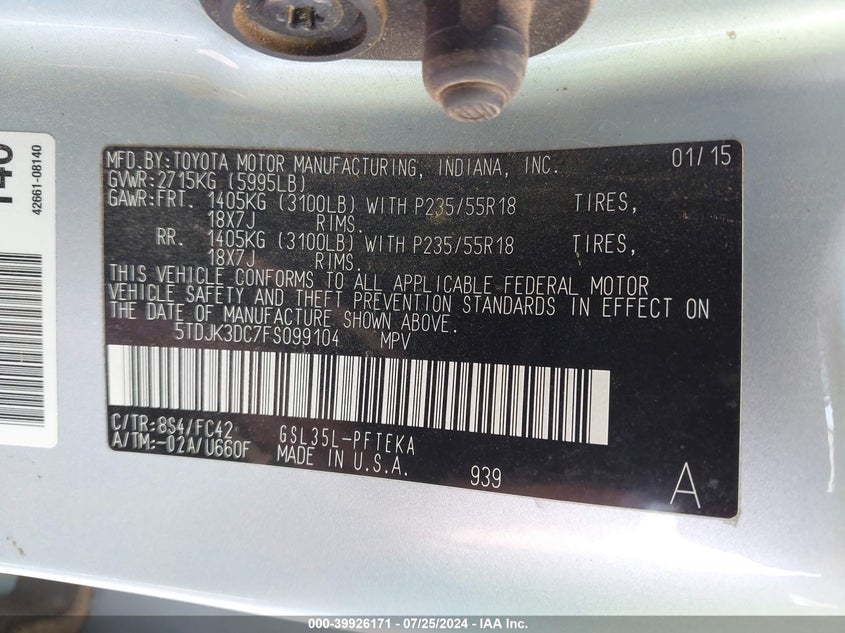 H
140
42661-08140
MFD.BY:TOYOTA MOTOR MANUFACTURING, INDIANA, INC. 01/15
GVWR:2715KG (5995LB)
GAWR:FRT. 1405KG (3100LB) WITH P235/55R18 TIRES,
18X7J RIMS.
RR. 1405KG (3100LB) WITH P235/55R18 TIRES,
18X7J RIMS.
THIS VEHICLE CONFORMS TO ALL APPLICABLE FEDERAL MOTOR
VEHICLE SAFETY AND THEFT PREVENTION STANDARDS IN EFFECT ON
THE DATE OF MANUFACTURE SHOWN ABOVE.
5TDJK3DC7FS099104 MPV
C/TR:8S4/FC42 GSL35L-PFTEKA
A/TM:-02A/U660F MADE IN U.S.A. 939 A
000-39926171 / 07/25/2024 - IAA Inc.